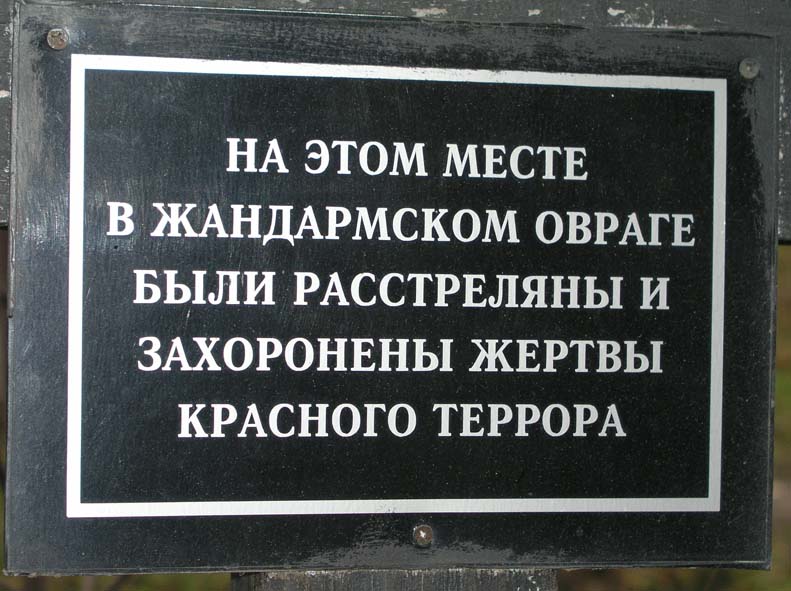 НА ЭТОМ МЕСТЕ
В ЖАНДАРМСКОМ ОВРАГЕ
БЫЛИ РАССТРЕЛЯНЫ И
ЗАХОРОНЕНЫ ЖЕРТВЫ
КРАСНОГО ТЕРРОРА